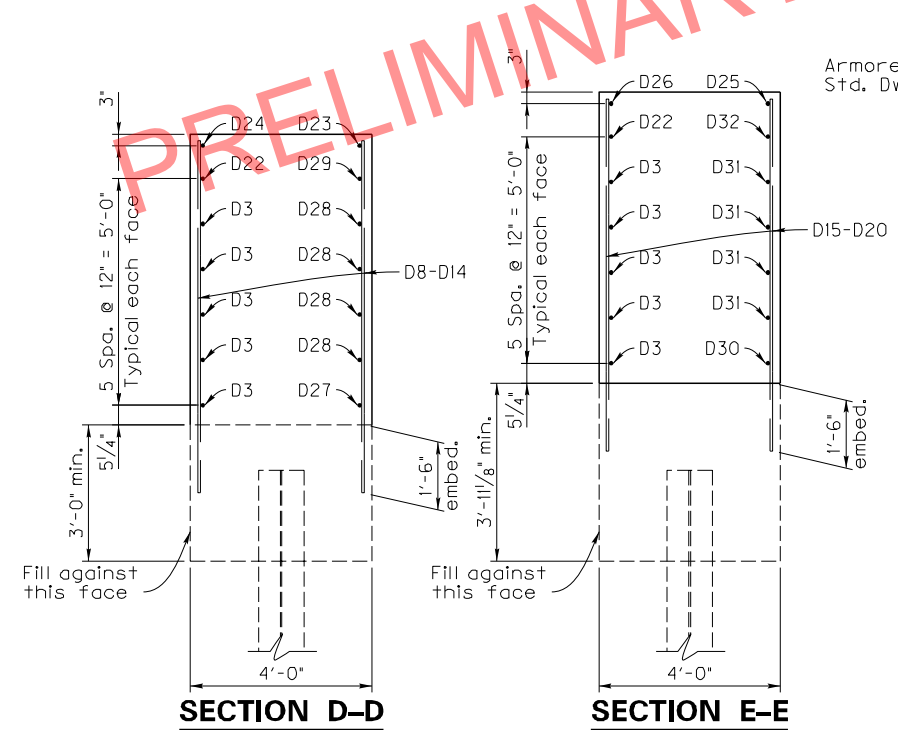 PRELIMINARY
Armore
Std. Dw
3"
D24 D23
D22 D29
D3 D28
D3 D28
D3 D28
D3 D28
D3 D27
5 Spa. @ 12" = 5'-0"
Typical each face
D8-D14
5 1/4"
3'-0" min.
1'-6"
embed.
Fill against
this face
4'-0"
SECTION D–D
3"
D26 D25
D22 D32
D3 D31
D3 D31
D3 D31
D3 D31
D3 D30
5 Spa. @ 12" = 5'-0"
Typical each face
D15-D20
5 1/4"
3'-11 1/8" min.
1'-6"
embed.
Fill against
this face
4'-0"
SECTION E–E